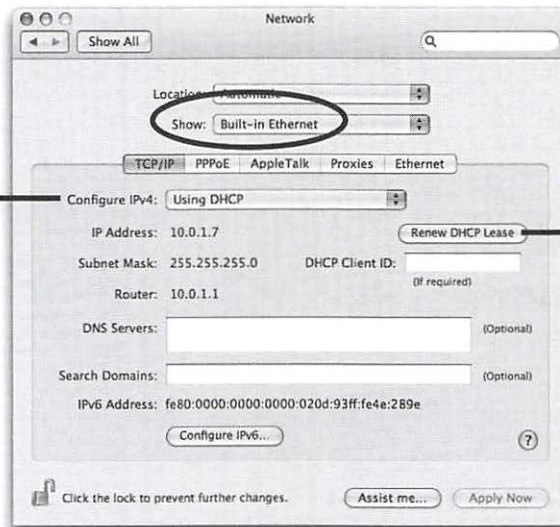 Network
Show All
Location: Automatic
Show: Built-in Ethernet
TCP/IP PPPoE AppleTalk Proxies Ethernet
Configure IPv4: Using DHCP
IP Address: 10.0.1.7 Renew DHCP Lease
Subnet Mask: 255.255.255.0 DHCP Client ID:
(If required)
Router: 10.0.1.1
DNS Servers: (Optional)
Search Domains: (Optional)
IPv6 Address: fe80:0000:0000:0000:020d:93ff:fe4e:289e
Configure IPv6... ?
Click the lock to prevent further changes. Assist me... Apply Now